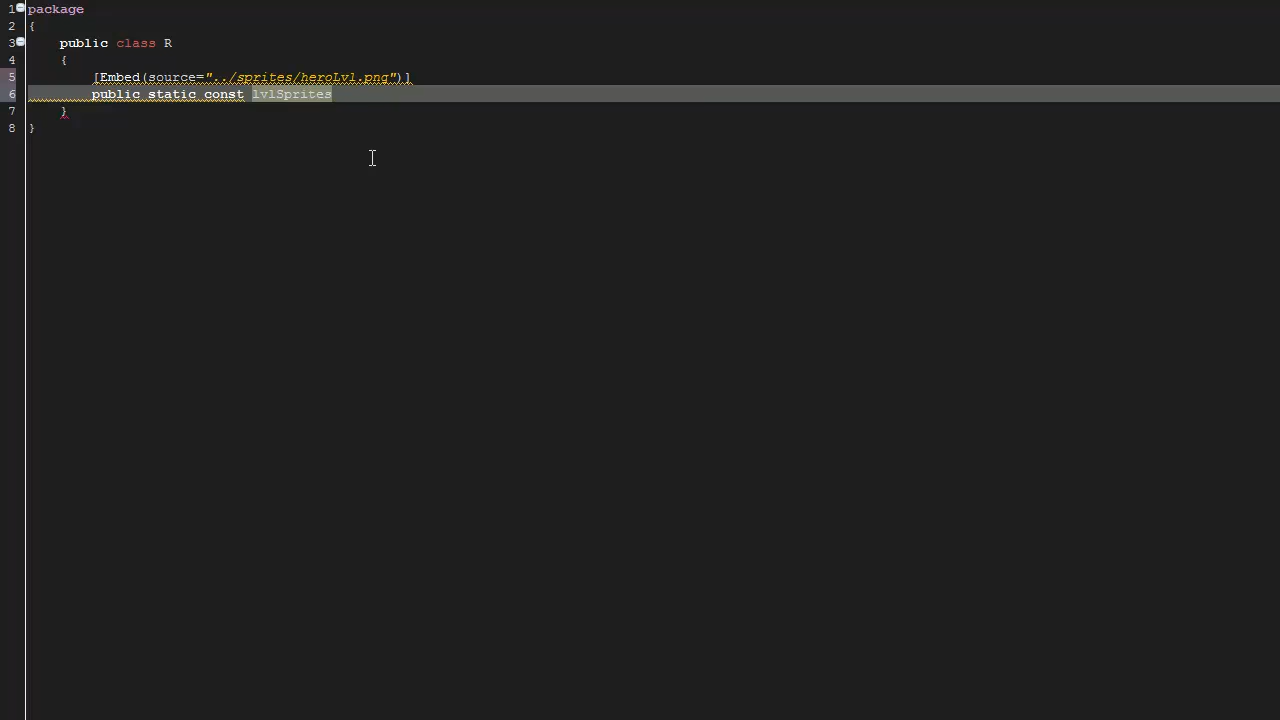 1 package
2 {
3 public class R
4 {
5 [Embed(source="../sprites/heroLvl.png")]
6 public static const lvlSprites
7 }
8 }